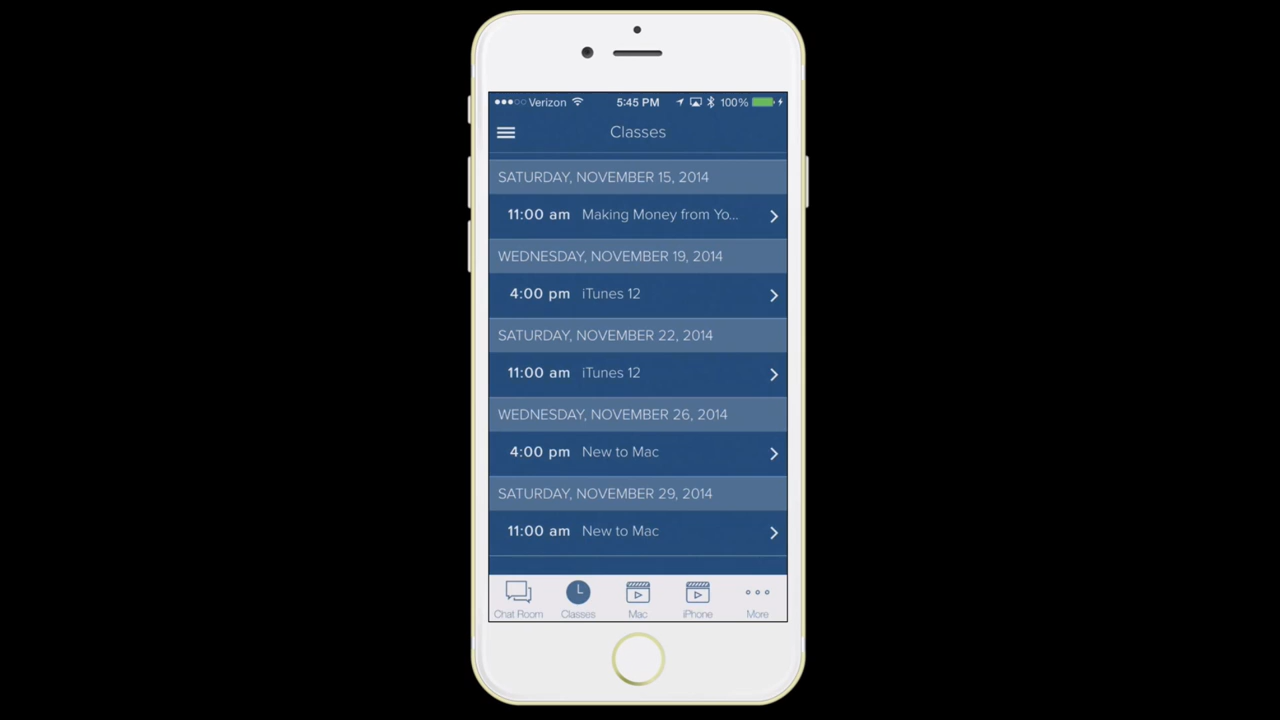 Verizon 5:45 PM 100%
Classes
SATURDAY, NOVEMBER 15, 2014
11:00 am Making Money from Yo...
WEDNESDAY, NOVEMBER 19, 2014
4:00 pm iTunes 12
SATURDAY, NOVEMBER 22, 2014
11:00 am iTunes 12
WEDNESDAY, NOVEMBER 26, 2014
4:00 pm New to Mac
SATURDAY, NOVEMBER 29, 2014
11:00 am New to Mac
Chat Room Classes Mac iPhone More